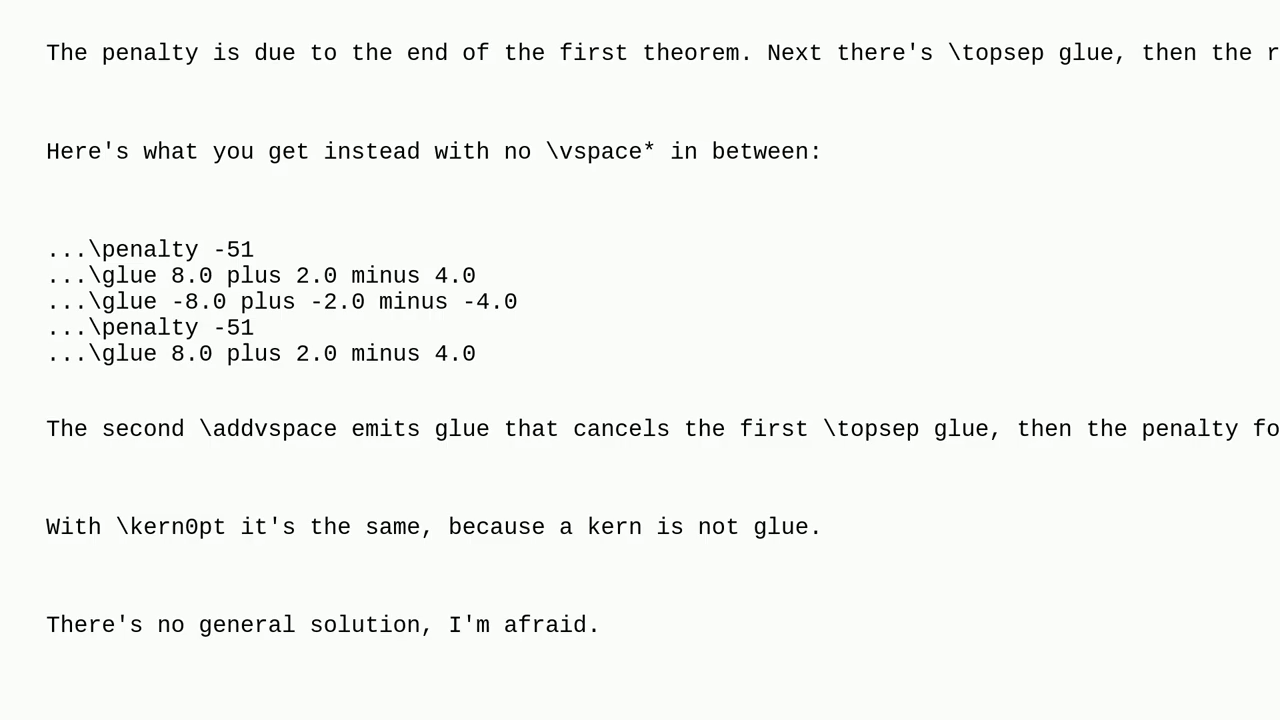 The penalty is due to the end of the first theorem. Next there's \topsep glue, then the r
Here's what you get instead with no \vspace* in between:
...\penalty -51
...\glue 8.0 plus 2.0 minus 4.0
...\glue -8.0 plus -2.0 minus -4.0
...\penalty -51
...\glue 8.0 plus 2.0 minus 4.0
The second \addvspace emits glue that cancels the first \topsep glue, then the penalty fo
With \kern0pt it's the same, because a kern is not glue.
There's no general solution, I'm afraid.